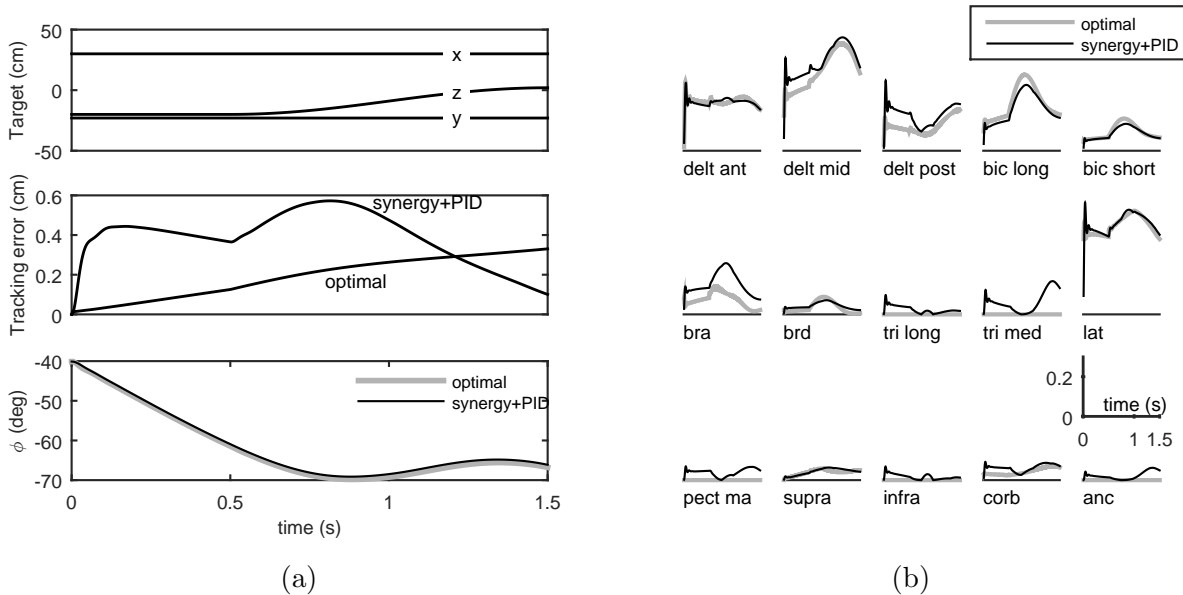 50
0
-50
Target (cm)
x
z
y
0.6
0.4
0.2
0
Tracking error (cm)
synergy+PID
optimal
-40
-50
-60
-70
ϕ (deg)
optimal
synergy+PID
0
0.5
1
1.5
time (s)
(a)
optimal
synergy+PID
delt ant
delt mid
delt post
bic long
bic short
bra
brd
tri long
tri med
lat
0.2
0
time (s)
0
1
1.5
pect ma
supra
infra
corb
anc
(b)